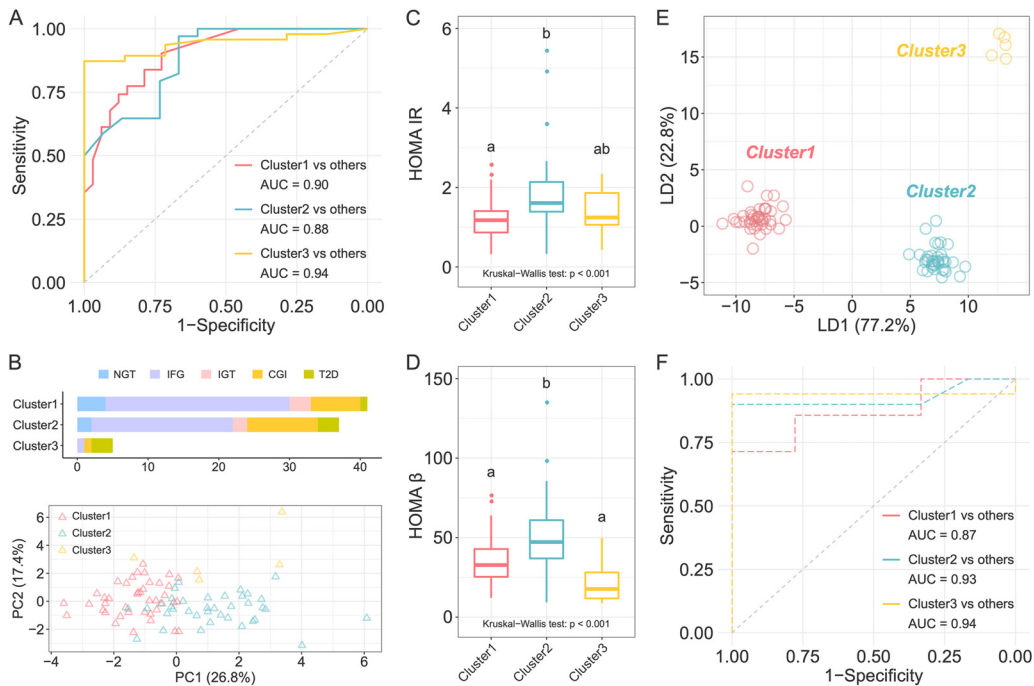 A
1.00
0.75
0.50
0.25
0.00
Sensitivity
Cluster1 vs others
AUC = 0.90
Cluster2 vs others
AUC = 0.88
Cluster3 vs others
AUC = 0.94
1.00 0.75 0.50 0.25 0.00
1−Specificity
B
NGT IFG IGT CGI T2D
Cluster1
Cluster2
Cluster3
0 10 20 30 40
Cluster1
Cluster2
Cluster3
6
4
2
0
−2
PC2 (17.4%)
−4 −2 0 2 4 6
PC1 (26.8%)
C
6
4
2
0
HOMA IR
a
b
ab
Kruskal−Wallis test: p < 0.001
Cluster1
Cluster2
Cluster3
D
150
100
50
0
HOMA β
a
b
a
Kruskal−Wallis test: p < 0.001
Cluster1
Cluster2
Cluster3
E
15
10
5
0
−5
LD2 (22.8%)
Cluster3
Cluster1
Cluster2
−10 −5 0 5 10
LD1 (77.2%)
F
1.00
0.75
0.50
0.25
0.00
Sensitivity
Cluster1 vs others
AUC = 0.87
Cluster2 vs others
AUC = 0.93
Cluster3 vs others
AUC = 0.94
1.00 0.75 0.50 0.25 0.00
1−Specificity